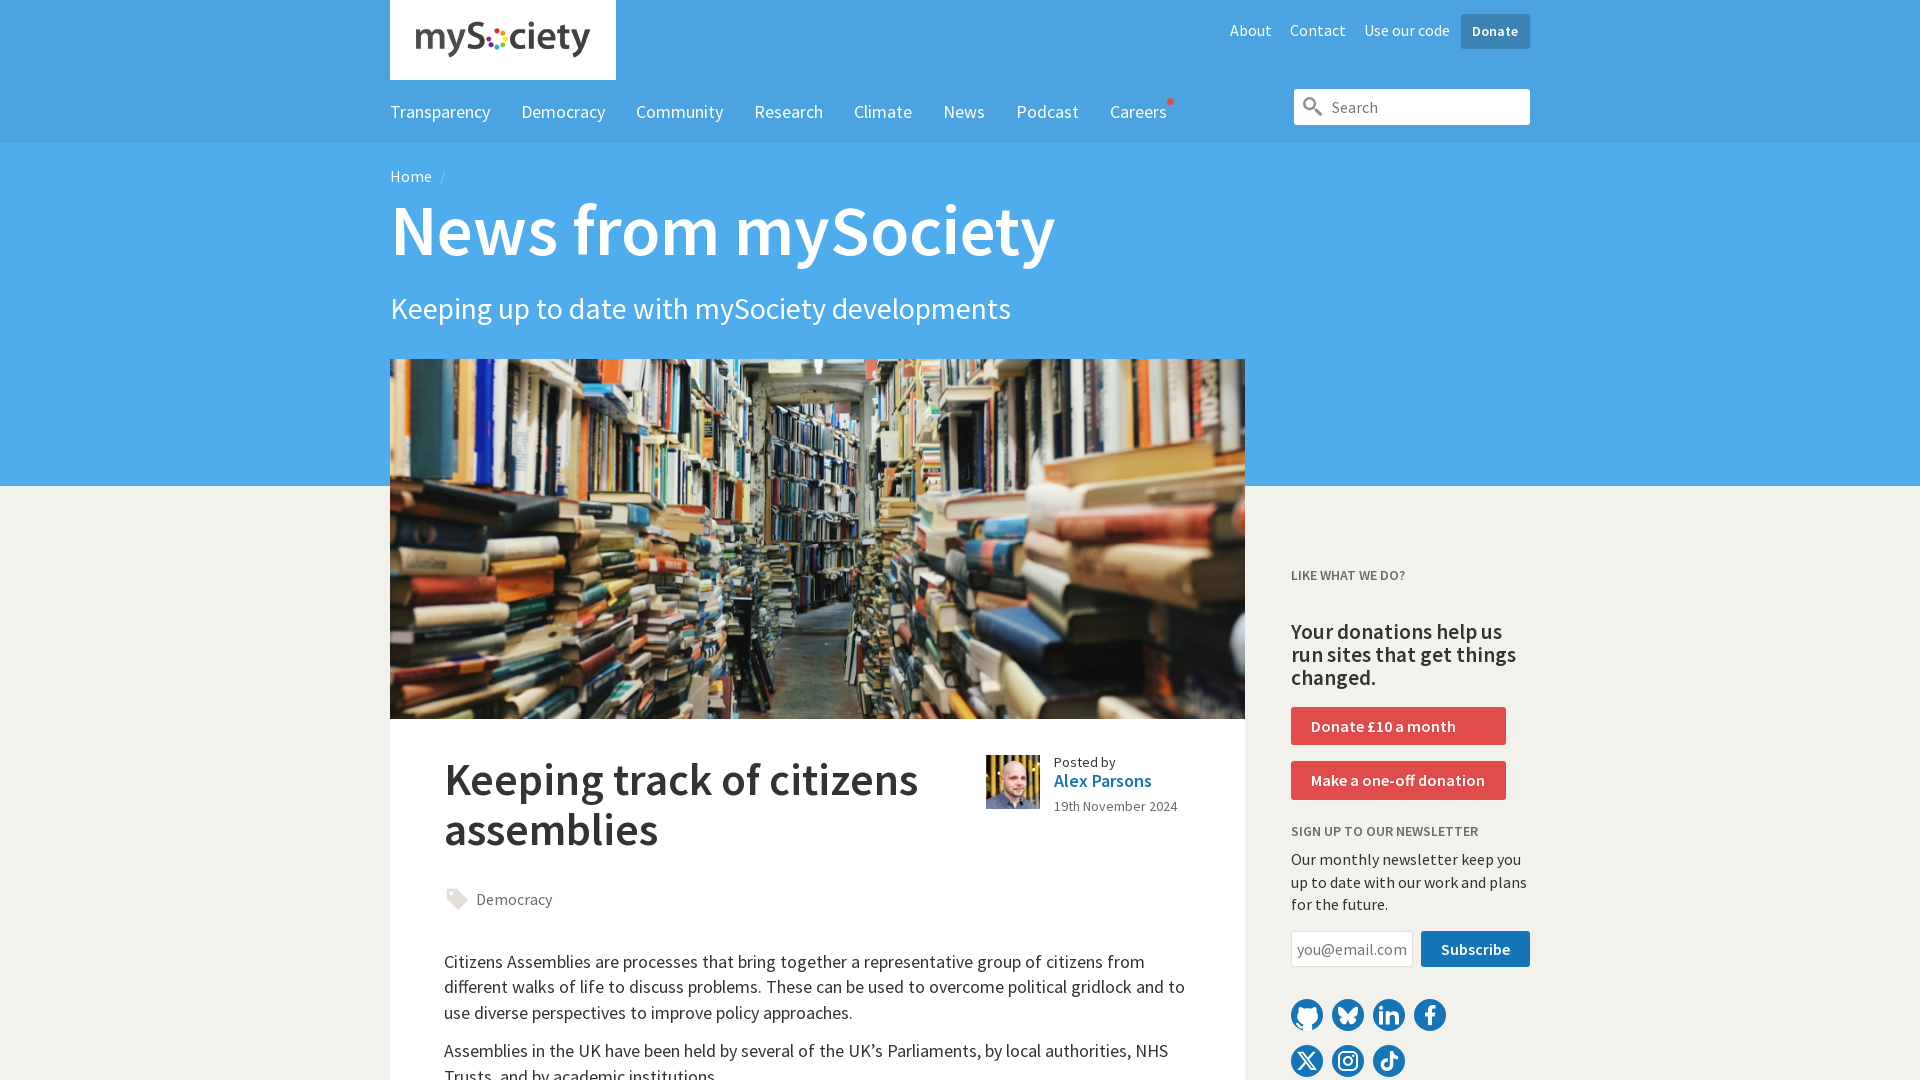 mySociety
About
Contact
Use our code
Donate
Transparency
Democracy
Community
Research
Climate
News
Podcast
Careers
Search
Home /
News from mySociety
Keeping up to date with mySociety developments
Keeping track of citizens
assemblies
Posted by
Alex Parsons
19th November 2024
Democracy
Citizens Assemblies are processes that bring together a representative group of citizens from
different walks of life to discuss problems. These can be used to overcome political gridlock and to
use diverse perspectives to improve policy approaches.
Assemblies in the UK have been held by several of the UK’s Parliaments, by local authorities, NHS
Trusts, and by academic institutions.
LIKE WHAT WE DO?
Your donations help us
run sites that get things
changed.
Donate £10 a month
Make a one-off donation
SIGN UP TO OUR NEWSLETTER
Our monthly newsletter keep you
up to date with our work and plans
for the future.
you@email.com
Subscribe